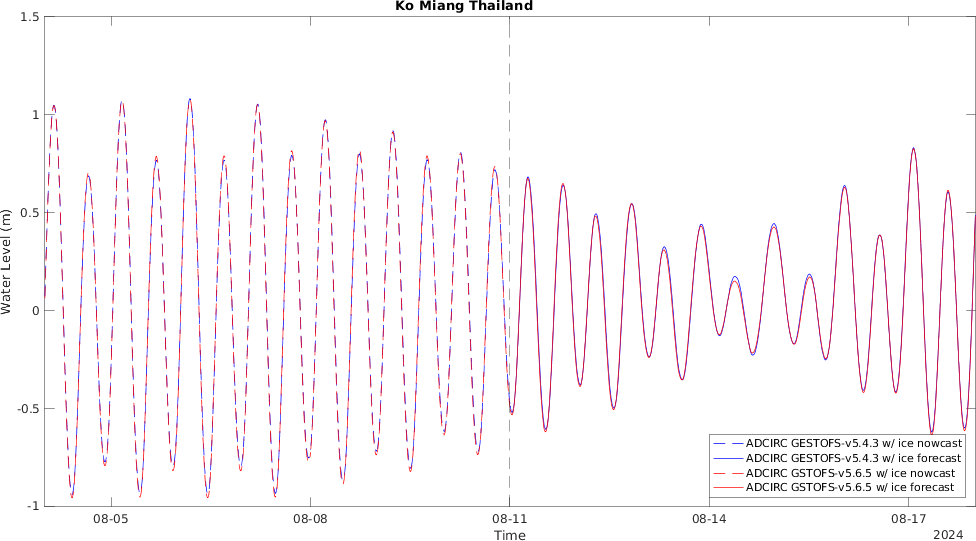 Ko Miang Thailand
1.5
1
0.5
0
-0.5
-1
Water Level (m)
08-05
08-08
08-11
08-14
08-17
Time
2024
ADCIRC GESTOFS-v5.4.3 w/ ice nowcast
ADCIRC GESTOFS-v5.4.3 w/ ice forecast
ADCIRC GSTOFS-v5.6.5 w/ ice nowcast
ADCIRC GSTOFS-v5.6.5 w/ ice forecast